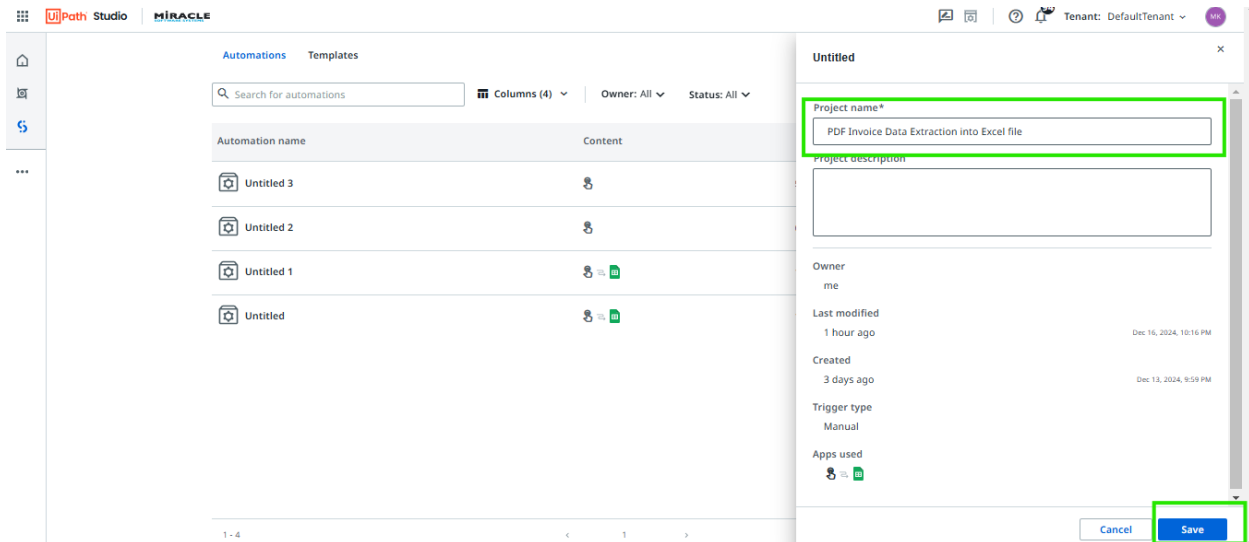 UiPath Studio
MIRACLE
SOFTWARE SYSTEMS
Tenant: DefaultTenant
MK
Automations Templates
Search for automations
Columns (4)
Owner: All
Status: All
Automation name Content
Untitled 3
Untitled 2
Untitled 1
Untitled
1 - 4
1
Untitled
Project name*
PDF Invoice Data Extraction into Excel file
Project description
Owner
me
Last modified
1 hour ago Dec 16, 2024, 10:16 PM
Created
3 days ago Dec 13, 2024, 9:59 PM
Trigger type
Manual
Apps used
Cancel Save